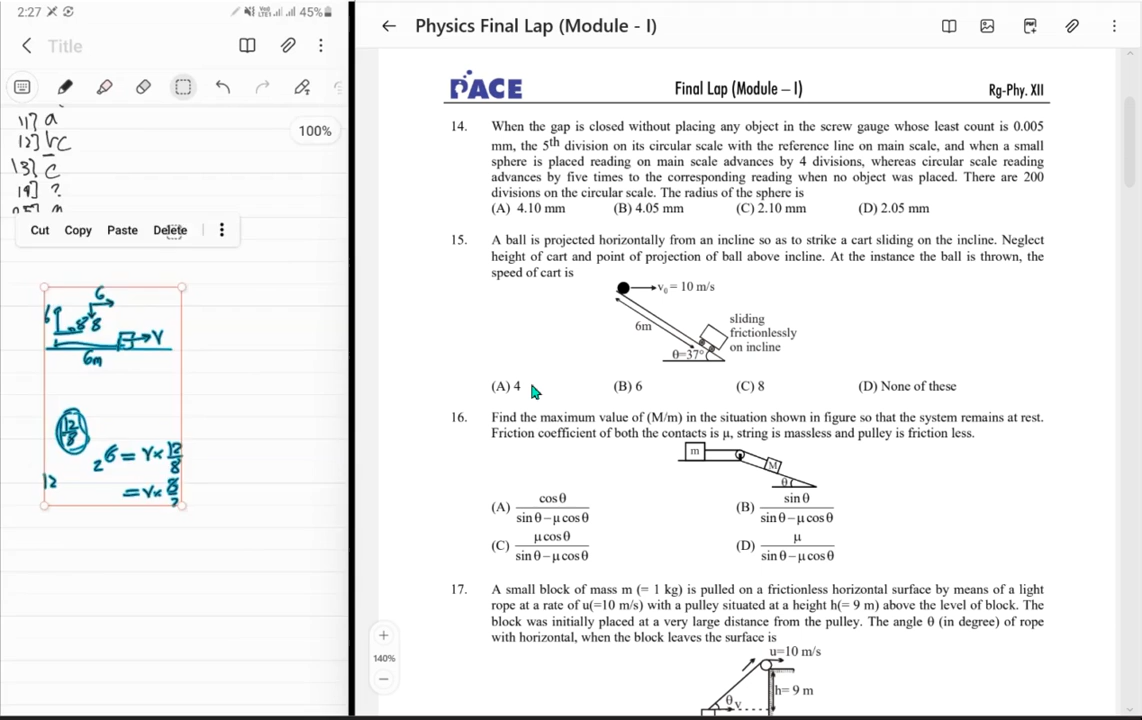 2:27 45%
Title
100%
11] a
12] bc
13] c
14] ?
Cut Copy Paste Delete
6
6 8 8 V
6m
12/8
6 = V × 12/8
2
12
= V × 8/2
Physics Final Lap (Module - I)
PACE Final Lap (Module – I) Rg-Phy. XII
14. When the gap is closed without placing any object in the screw gauge whose least count is 0.005
mm, the 5th division on its circular scale with the reference line on main scale, and when a small
sphere is placed reading on main scale advances by 4 divisions, whereas circular scale reading
advances by five times to the corresponding reading when no object was placed. There are 200
divisions on the circular scale. The radius of the sphere is
(A) 4.10 mm (B) 4.05 mm (C) 2.10 mm (D) 2.05 mm
15. A ball is projected horizontally from an incline so as to strike a cart sliding on the incline. Neglect
height of cart and point of projection of ball above incline. At the instance the ball is thrown, the
speed of cart is
v₀ = 10 m/s
6m
sliding
frictionlessly
on incline
θ=37°
(A) 4 (B) 6 (C) 8 (D) None of these
16. Find the maximum value of (M/m) in the situation shown in figure so that the system remains at rest.
Friction coefficient of both the contacts is μ, string is massless and pulley is friction less.
m
M
θ
(A) cosθ / sinθ – μcosθ (B) sinθ / sinθ – μcosθ
(C) μcosθ / sinθ – μcosθ (D) μ / sinθ – μcosθ
17. A small block of mass m (= 1 kg) is pulled on a frictionless horizontal surface by means of a light
rope at a rate of u(=10 m/s) with a pulley situated at a height h(= 9 m) above the level of block. The
block was initially placed at a very large distance from the pulley. The angle θ (in degree) of rope
with horizontal, when the block leaves the surface is
u=10 m/s
h= 9 m
θ v
140%